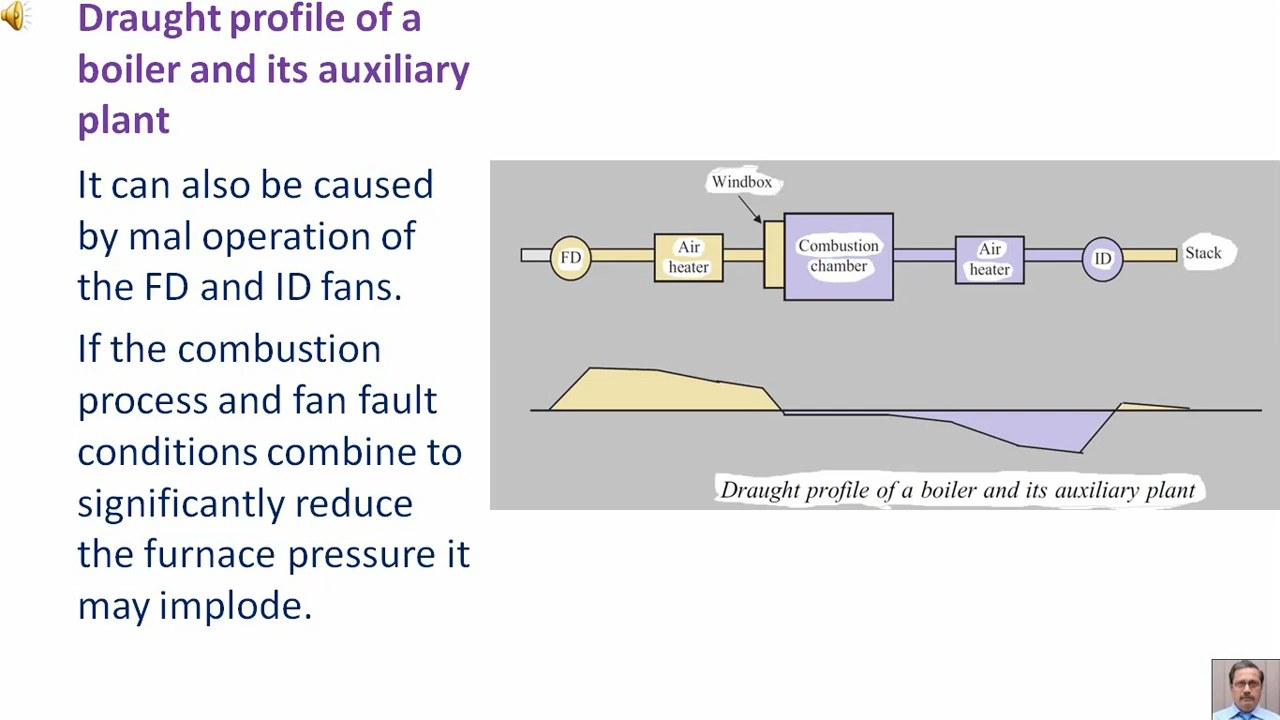 Draught profile of a
boiler and its auxiliary
plant
It can also be caused
by mal operation of
the FD and ID fans.
If the combustion
process and fan fault
conditions combine to
significantly reduce
the furnace pressure it
may implode.
Windbox
FD
Air
heater
Combustion
chamber
Air
heater
ID
Stack
Draught profile of a boiler and its auxiliary plant